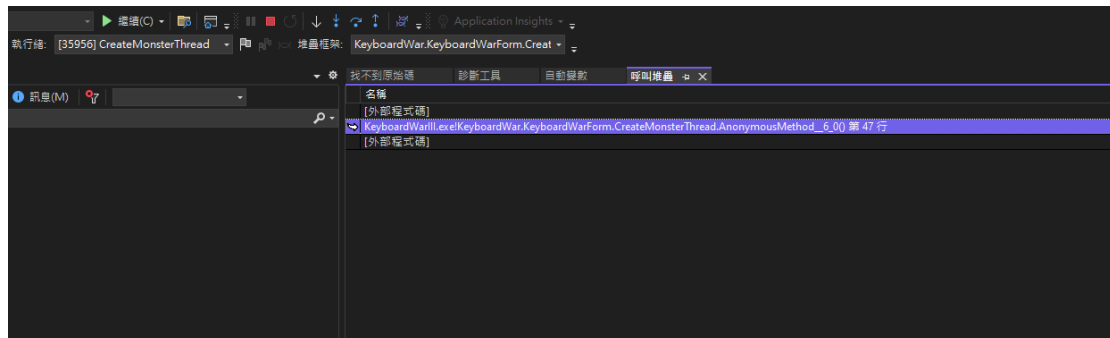 繼續(C) Application Insights
執行緒: [35956] CreateMonsterThread 堆疊框架: KeyboardWar.KeyboardWarForm.Creat
找不到原始碼 診斷工具 自動變數 呼叫堆疊
訊息(M)
名稱
[外部程式碼]
KeyboardWarIII.exe!KeyboardWar.KeyboardWarForm.CreateMonsterThread.AnonymousMethod__6_0() 第 47 行
[外部程式碼]